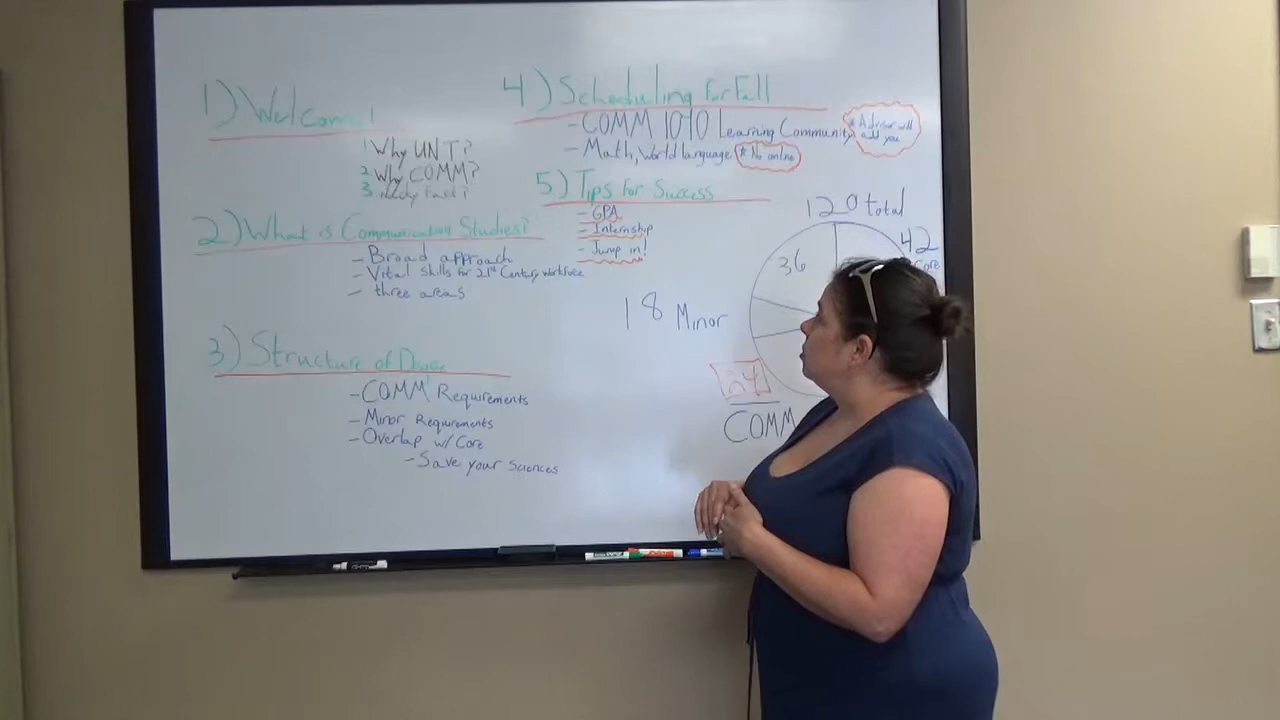 1) Welcome!
1 Why UNT?
2 Why COMM?
3
2) What is Communication Studies?
- Broad approach
- Vital Skills for 21st Century workforce
- three areas
3) Structure of Degree
- COMM Requirements
- Minor Requirements
- Overlap w/ Core
- Save your Sciences
4) Scheduling for Fall
- COMM 1010 Learning Community
* Advisor will add you
- Math, World language * No online
5) Tips for Success
- GPA
- Internship
- Jump in!
120 total
42
Core
36
18 Minor
COMM